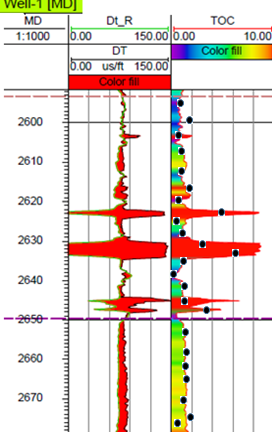 Well-1 [MD]
MD Dt_R TOC
1:1000 0.00 150.00 0.00 10.00
DT Color fill
0.00 us/ft 150.00
Color fill
2600
2610
2620
2630
2640
2650
2660
2670